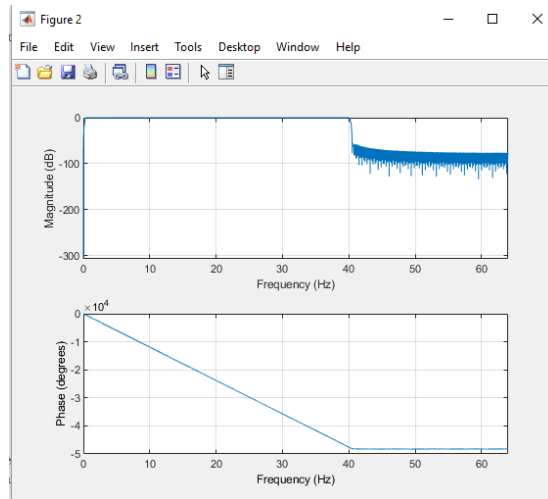 Figure 2
File Edit View Insert Tools Desktop Window Help
0
-100
-200
-300
Magnitude (dB)
0 10 20 30 40 50 60
Frequency (Hz)
×10⁴
0
-1
-2
-3
-4
-5
Phase (degrees)
0 10 20 30 40 50 60
Frequency (Hz)